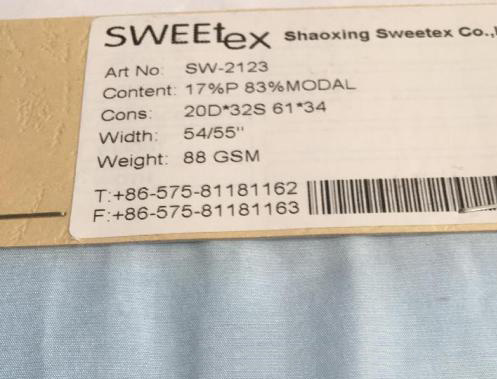 SWEEtex Shaoxing Sweetex Co.,
Art No: SW-2123
Content: 17%P 83%MODAL
Cons: 20D*32S 61*34
Width: 54/55"
Weight: 88 GSM
T:+86-575-81181162
F:+86-575-81181163